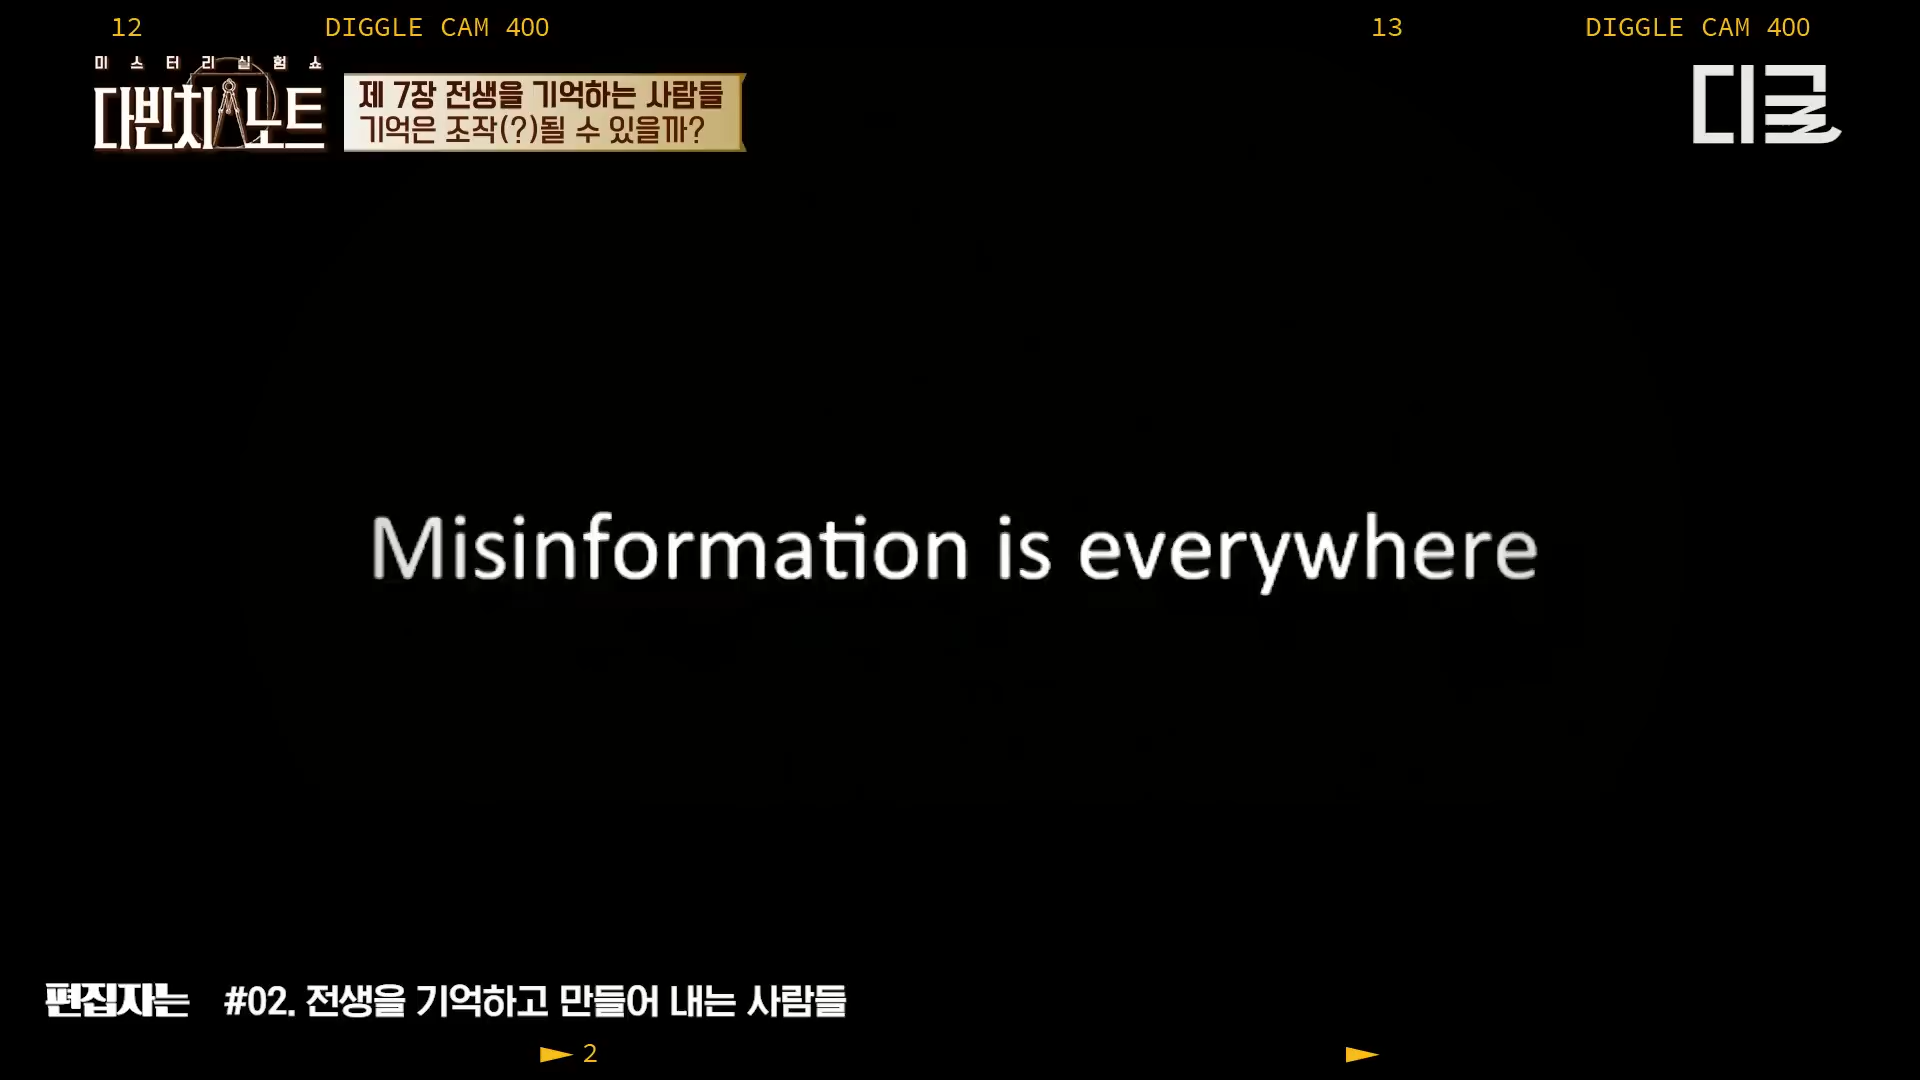 12 DIGGLE CAM 400 13 DIGGLE CAM 400
미스터리실험쇼
다빈치노트
제 7장 전생을 기억하는 사람들
기억은 조작(?)될 수 있을까?
디글
Misinformation is everywhere
편집자는 #02. 전생을 기억하고 만들어 내는 사람들
2